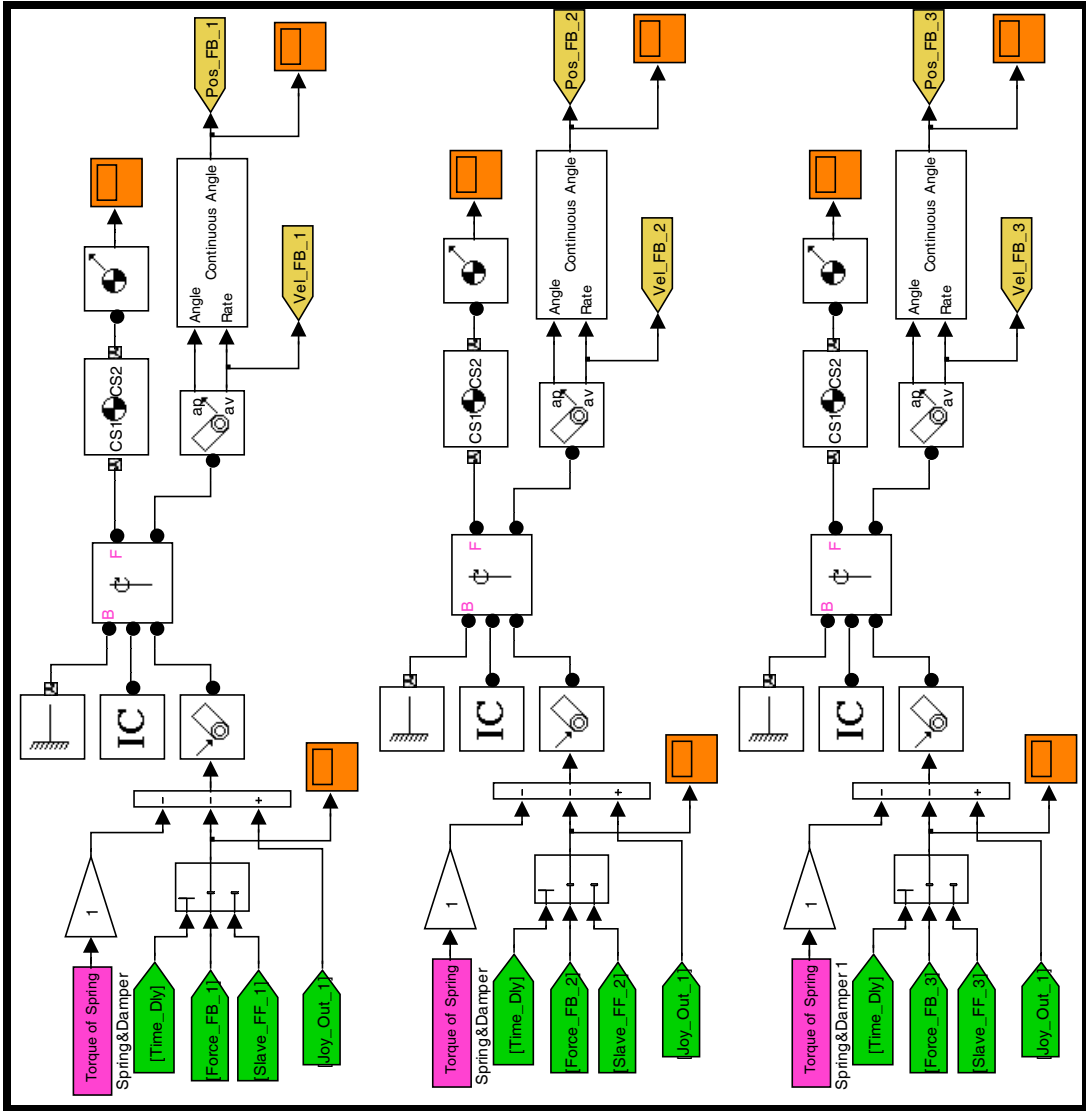 Torque of Spring
Spring&Damper
1
[Time_Dly]
[Force_FB_1]
[Slave_FF_1]
[Joy_Out_1]
-
-
+
IC
B
F
CS1
CS2
ap
av
Angle
Rate
Continuous Angle
Pos_FB_1
Vel_FB_1
Torque of Spring
Spring&Damper
1
[Time_Dly]
[Force_FB_2]
[Slave_FF_2]
[Joy_Out_1]
-
-
+
IC
B
F
CS1
CS2
ap
av
Angle
Rate
Continuous Angle
Pos_FB_2
Vel_FB_2
Torque of Spring
Spring&Damper 1
1
[Time_Dly]
[Force_FB_3]
[Slave_FF_3]
[Joy_Out_1]
-
-
+
IC
B
F
CS1
CS2
ap
av
Angle
Rate
Continuous Angle
Pos_FB_3
Vel_FB_3